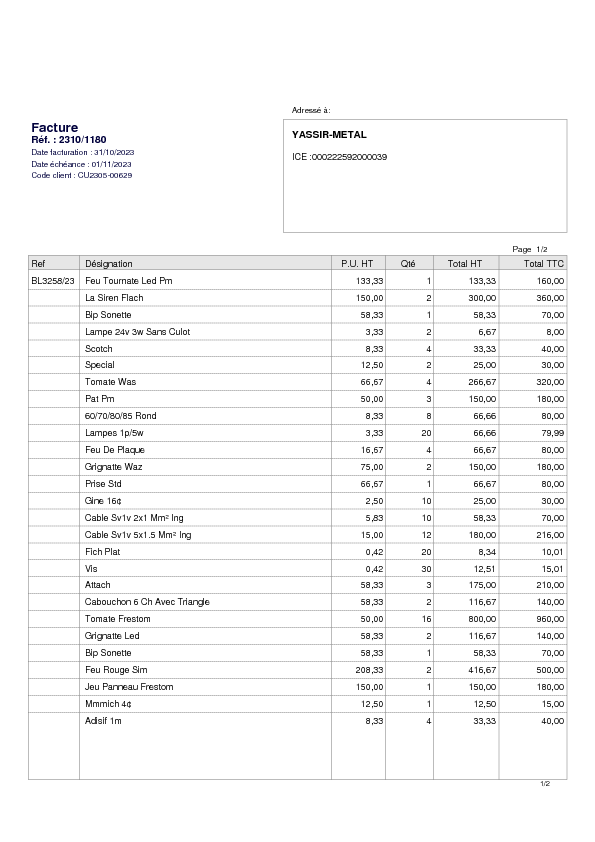 Adressé à:
Facture
Réf. : 2310/1180
Date facturation : 31/10/2023
Date échéance : 01/11/2023
Code client : CU2305-00629
YASSIR-METAL
ICE :000222592000039
Page 1/2
Ref Désignation P.U. HT Qté Total HT Total TTC
BL3258/23 Feu Tournate Led Pm 133,33 1 133,33 160,00
La Siren Flach 150,00 2 300,00 360,00
Bip Sonette 58,33 1 58,33 70,00
Lampe 24v 3w Sans Culot 3,33 2 6,67 8,00
Scotch 8,33 4 33,33 40,00
Special 12,50 2 25,00 30,00
Tomate Was 66,67 4 266,67 320,00
Pat Pm 50,00 3 150,00 180,00
60/70/80/85 Rond 8,33 8 66,66 80,00
Lampes 1p/5w 3,33 20 66,66 79,99
Feu De Plaque 16,67 4 66,67 80,00
Grignatte Waz 75,00 2 150,00 180,00
Prise Std 66,67 1 66,67 80,00
Gine 16¢ 2,50 10 25,00 30,00
Cable Sv1v 2x1 Mm² Ing 5,83 10 58,33 70,00
Cable Sv1v 5x1.5 Mm² Ing 15,00 12 180,00 216,00
Fich Plat 0,42 20 8,34 10,01
Vis 0,42 30 12,51 15,01
Attach 58,33 3 175,00 210,00
Cabouchon 6 Ch Avec Triangle 58,33 2 116,67 140,00
Tomate Frestom 50,00 16 800,00 960,00
Grignatte Led 58,33 2 116,67 140,00
Bip Sonette 58,33 1 58,33 70,00
Feu Rouge Sim 208,33 2 416,67 500,00
Jeu Panneau Frestom 150,00 1 150,00 180,00
Mmmich 4¢ 12,50 1 12,50 15,00
Adisif 1m 8,33 4 33,33 40,00
1/2